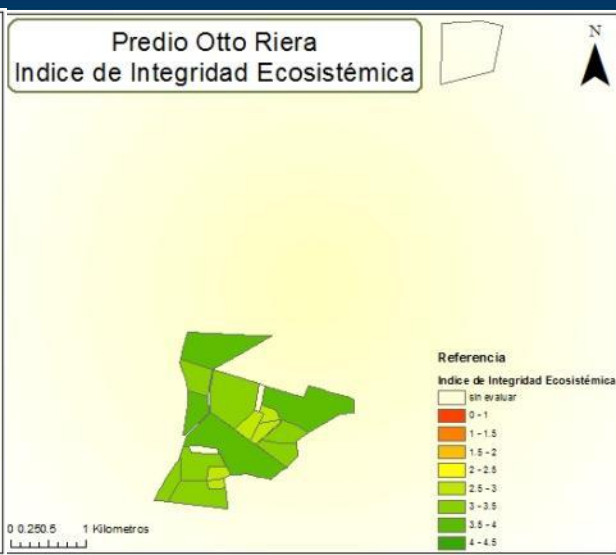 Predio Otto Riera
Indice de Integridad Ecosistémica
N
Referencia
Indice de Integridad Ecosistémica
sin evaluar
0 - 1
1 - 1.5
1.5 - 2
2 - 2.5
2.5 - 3
3 - 3.5
3.5 - 4
4 - 4.5
0 0.25 0.5 1 Kilometros